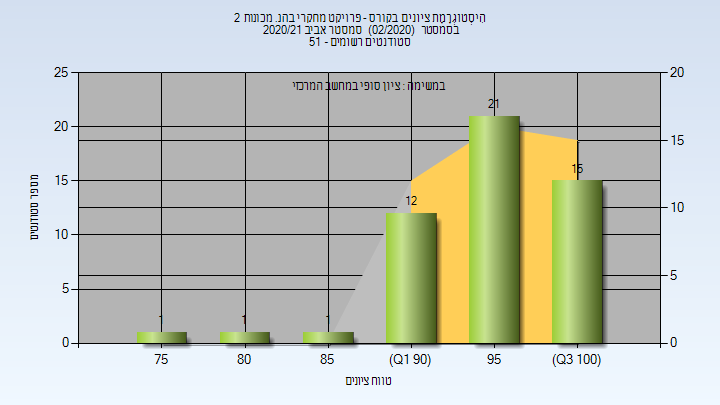 היסטוגרמת ציונים בקורס - פרויקט מחקרי בהנ. מכונות 2
בסמסטר (02/2020) סמסטר אביב 2020/21
סטודנטים רשומים - 51
במשימה : ציון סופי במחשב המרכזי
25
20
15
10
5
0
20
15
10
5
0
מספר סטודנטים
1
1
1
12
21
15
75
80
85
(Q1 90)
95
(Q3 100)
טווח ציונים